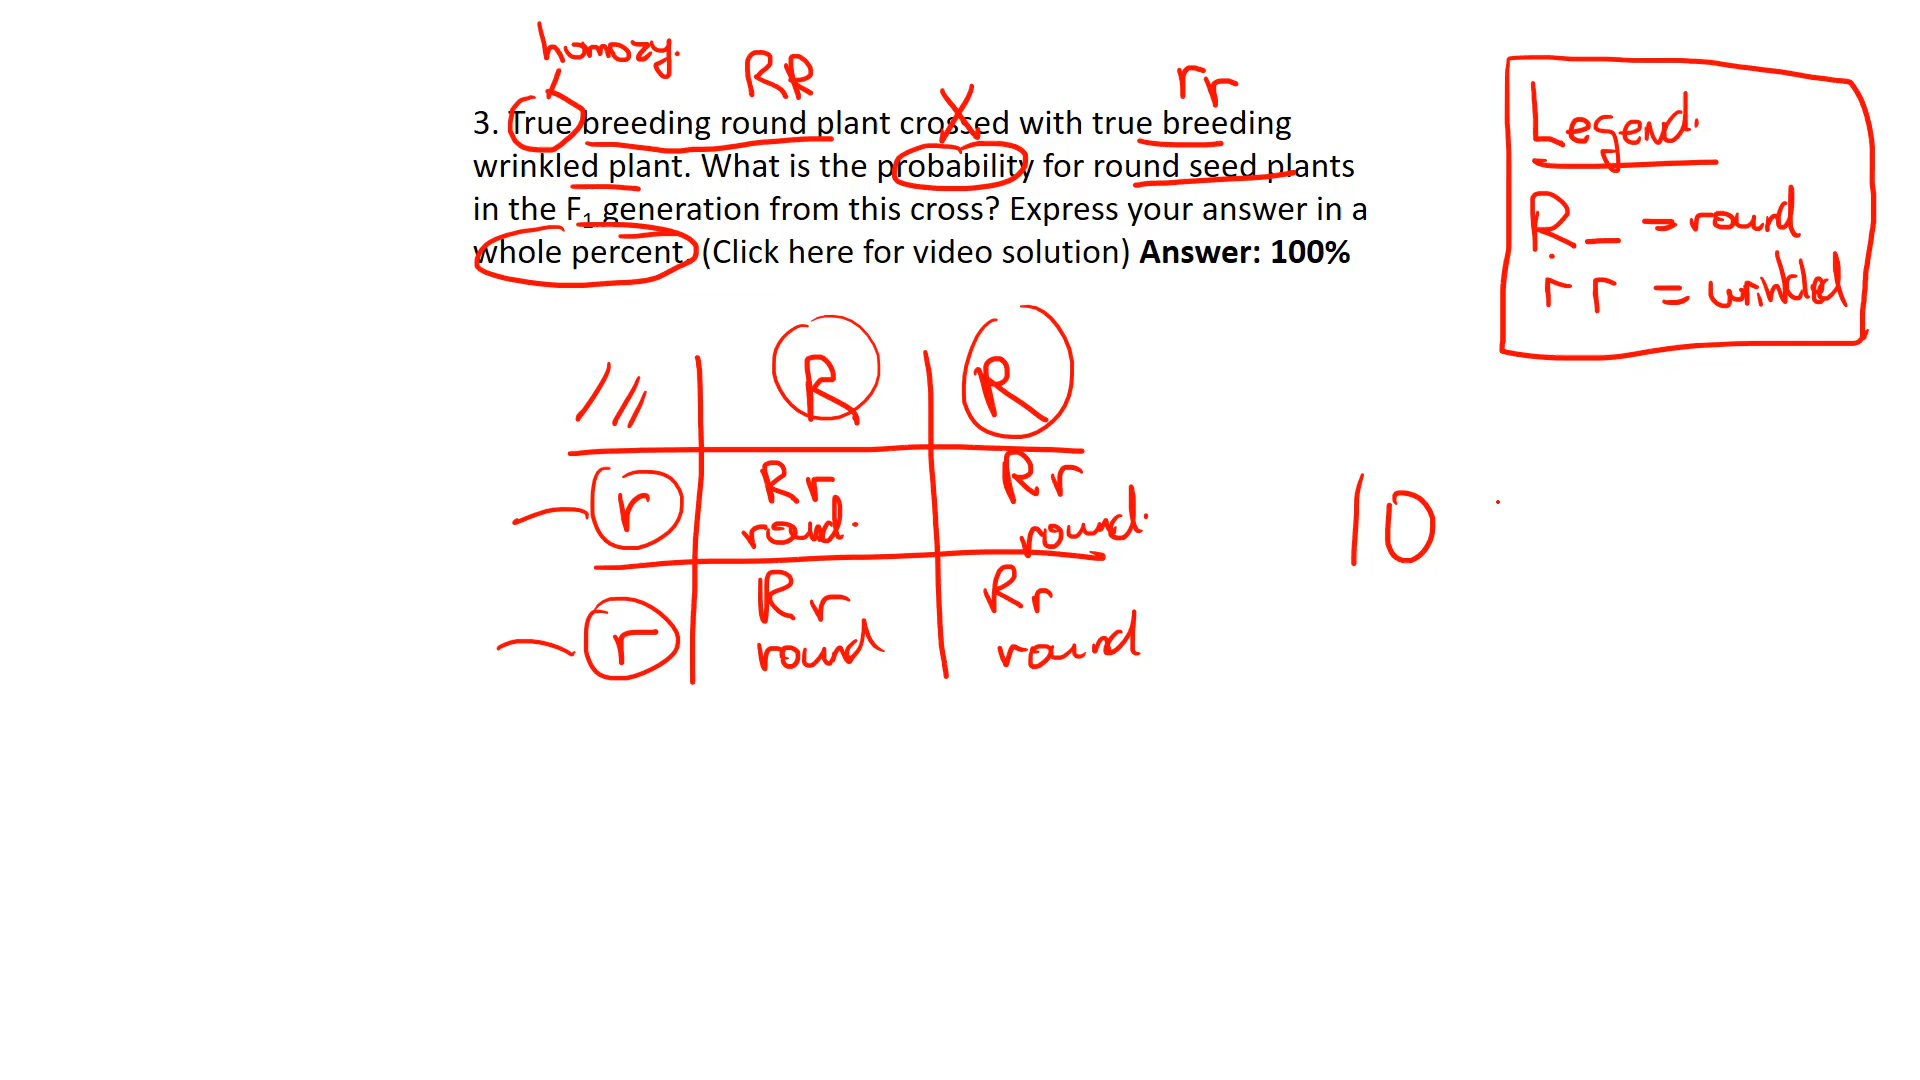 homozy.
RR
X
rr
3. True breeding round plant crossed with true breeding
wrinkled plant. What is the probability for round seed plants
in the F1 generation from this cross? Express your answer in a
whole percent. (Click here for video solution) Answer: 100%
Legend.
R_ = round
rr = wrinkled
R R
r Rr Rr
round. round.
r Rr Rr
round round
10